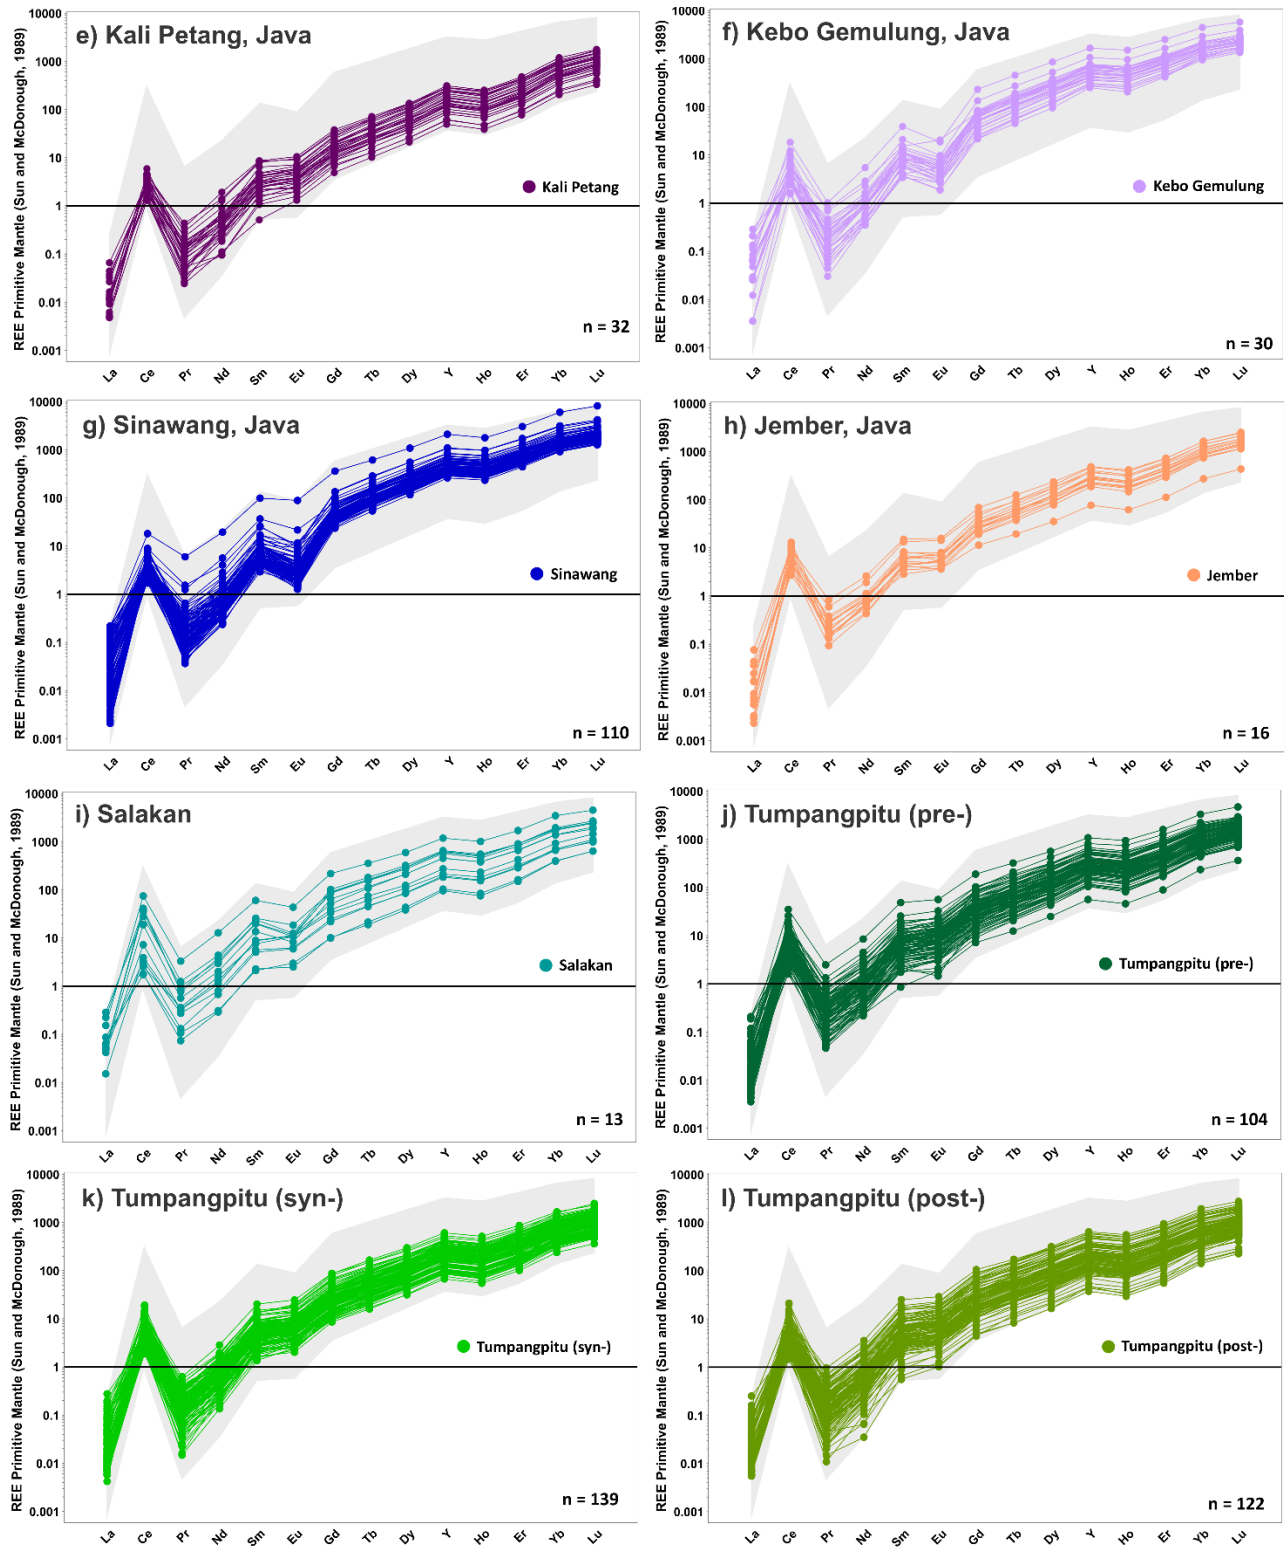 e) Kali Petang, Java
REE Primitive Mantle (Sun and McDonough, 1989)
10000
1000
100
10
1
0.1
0.01
0.001
Kali Petang
n = 32
La Ce Pr Nd Sm Eu Gd Tb Dy Y Ho Er Yb Lu
f) Kebo Gemulung, Java
REE Primitive Mantle (Sun and McDonough, 1989)
10000
1000
100
10
1
0.1
0.01
0.001
Kebo Gemulung
n = 30
La Ce Pr Nd Sm Eu Gd Tb Dy Y Ho Er Yb Lu
g) Sinawang, Java
REE Primitive Mantle (Sun and McDonough, 1989)
10000
1000
100
10
1
0.1
0.01
0.001
Sinawang
n = 110
La Ce Pr Nd Sm Eu Gd Tb Dy Y Ho Er Yb Lu
h) Jember, Java
REE Primitive Mantle (Sun and McDonough, 1989)
10000
1000
100
10
1
0.1
0.01
0.001
Jember
n = 16
La Ce Pr Nd Sm Eu Gd Tb Dy Y Ho Er Yb Lu
i) Salakan
REE Primitive Mantle (Sun and McDonough, 1989)
10000
1000
100
10
1
0.1
0.01
0.001
Salakan
n = 13
La Ce Pr Nd Sm Eu Gd Tb Dy Y Ho Er Yb Lu
j) Tumpangpitu (pre-)
REE Primitive Mantle (Sun and McDonough, 1989)
10000
1000
100
10
1
0.1
0.01
0.001
Tumpangpitu (pre-)
n = 104
La Ce Pr Nd Sm Eu Gd Tb Dy Y Ho Er Yb Lu
k) Tumpangpitu (syn-)
REE Primitive Mantle (Sun and McDonough, 1989)
10000
1000
100
10
1
0.1
0.01
0.001
Tumpangpitu (syn-)
n = 139
La Ce Pr Nd Sm Eu Gd Tb Dy Y Ho Er Yb Lu
l) Tumpangpitu (post-)
REE Primitive Mantle (Sun and McDonough, 1989)
10000
1000
100
10
1
0.1
0.01
0.001
Tumpangpitu (post-)
n = 122
La Ce Pr Nd Sm Eu Gd Tb Dy Y Ho Er Yb Lu